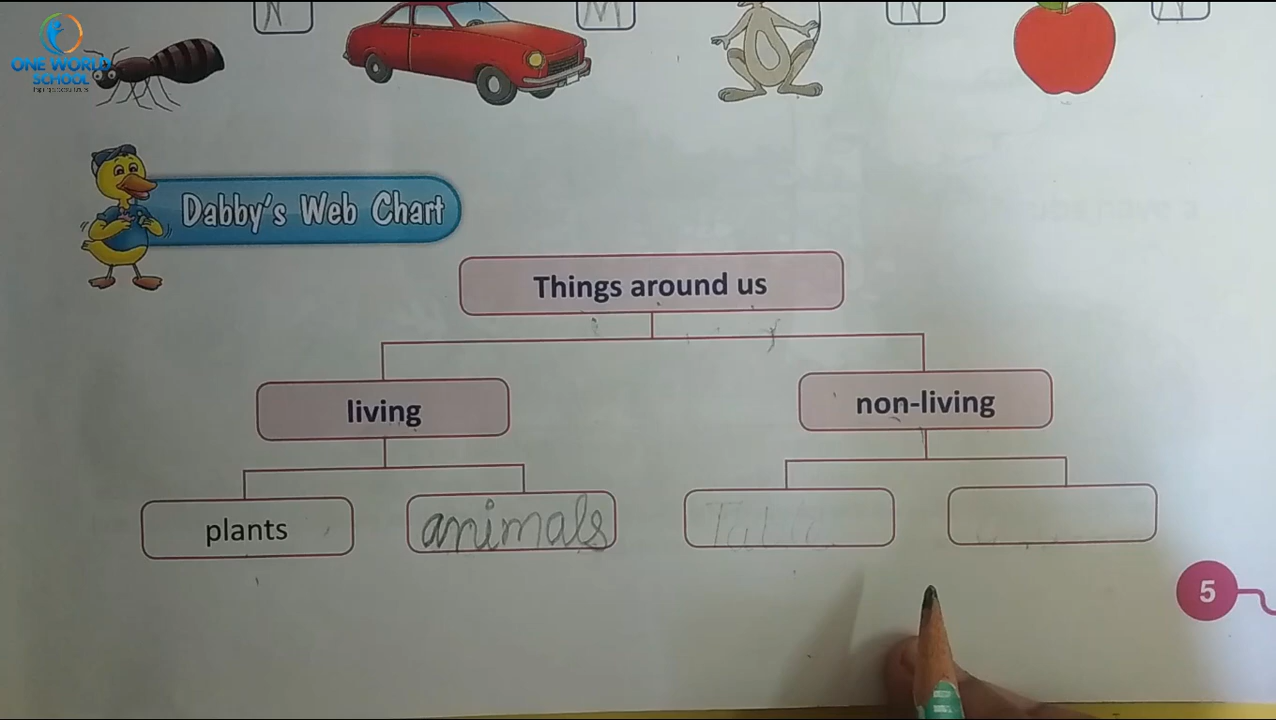 N
M
N
N
ONE WORLD
SCHOOL
Dabby's Web Chart
Things around us
living
non-living
plants
animals
5